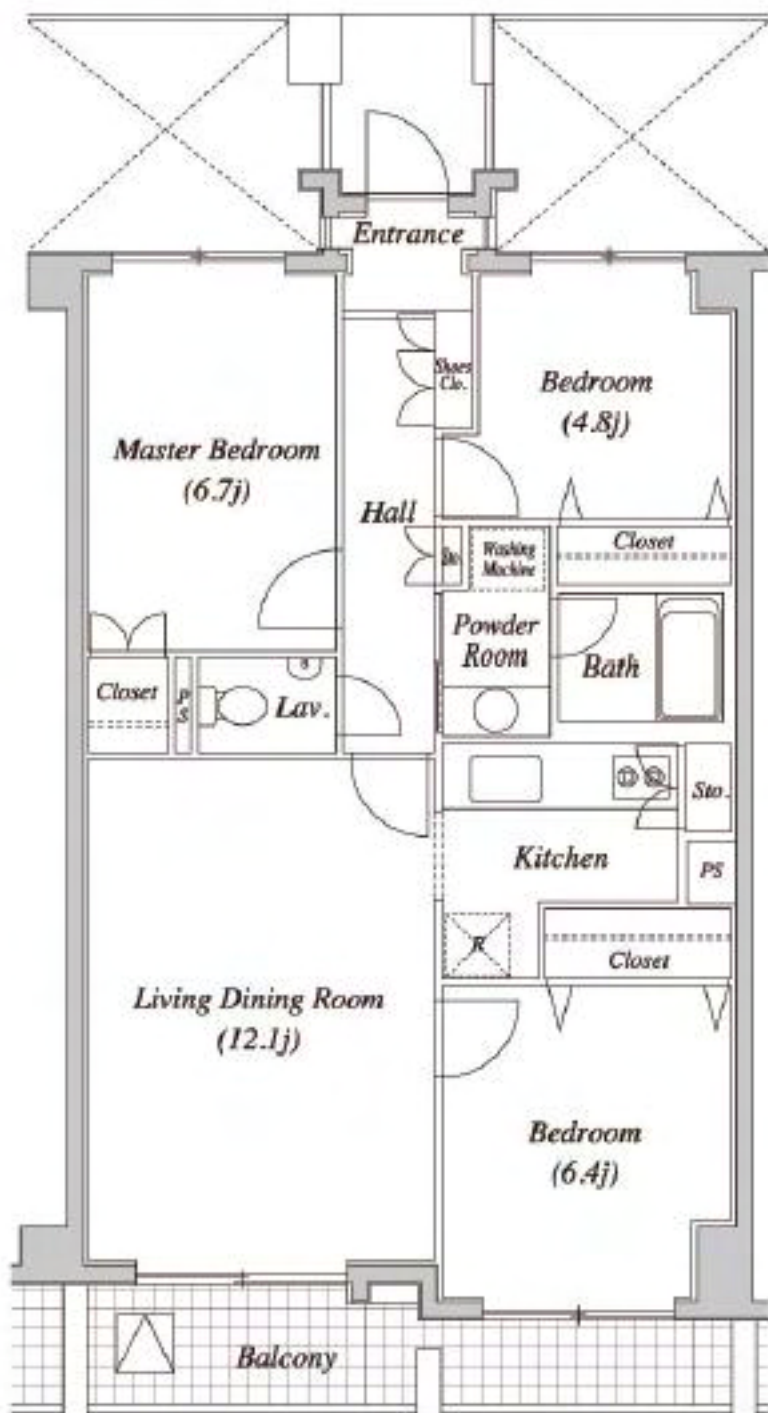 Entrance
Shoes
Clo.
Bedroom
(4.8j)
Master Bedroom
(6.7j)
Hall
Sto.
Washing
Machine
Closet
Powder
Room
Bath
Closet
P.S
Lav.
Sto.
Kitchen
PS
R
Closet
Living Dining Room
(12.1j)
Bedroom
(6.4j)
Balcony